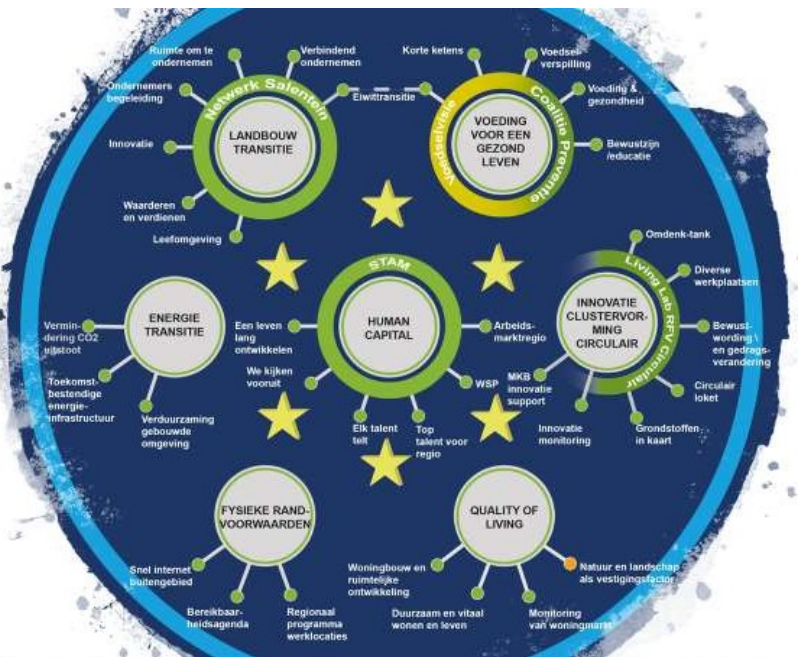 Ruimte om te
ondernemen
Verbindend
ondernemen
Ondernemers
begeleiding
Netwerk Salentein
Eiwittransitie
Innovatie
LANDBOUW
TRANSITIE
Waarderen
en verdienen
Leefomgeving
Korte ketens
Voedsel-
verspilling
Voeding &
gezondheid
Voedselvisie
Coalitie Preventie
VOEDING
VOOR EEN
GEZOND
LEVEN
Bewustzijn
/educatie
ENERGIE
TRANSITIE
Vermin-
dering CO2
uitstoot
Toekomst-
bestendige
energie-
infrastructuur
Verduurzaming
gebouwde
omgeving
STAM
HUMAN
CAPITAL
Een leven
lang
ontwikkelen
We kijken
vooruit
Elk talent
telt
Top
talent voor
regio
WSP
Arbeids-
marktregio
Omdenk-tank
Living Lab RFV Circulair
Diverse
werkplaatsen
INNOVATIE
CLUSTERVOR-
MING
CIRCULAIR
Bewust-
wording \
en gedrags-
verandering
Circulair
loket
Grondstoffen
in kaart
Innovatie
monitoring
MKB
innovatie
support
FYSIEKE RAND-
VOORWAARDEN
Snel internet
buitengebied
Bereikbaar-
heidsagenda
Regionaal
programma
werklocaties
QUALITY OF
LIVING
Woningbouw en
ruimtelijke
ontwikkeling
Duurzaam en vitaal
wonen en leven
Monitoring
van woningmarkt
Natuur en landschap
als vestigingsfactor